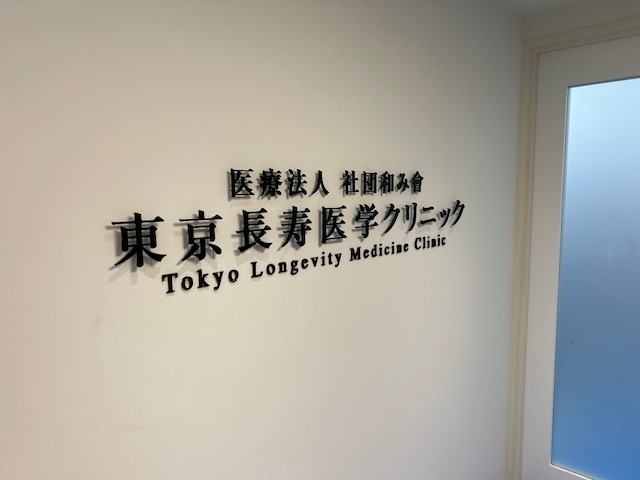 医療法人 社団和み會
東京長寿医学クリニック
Tokyo Longevity Medicine Clinic